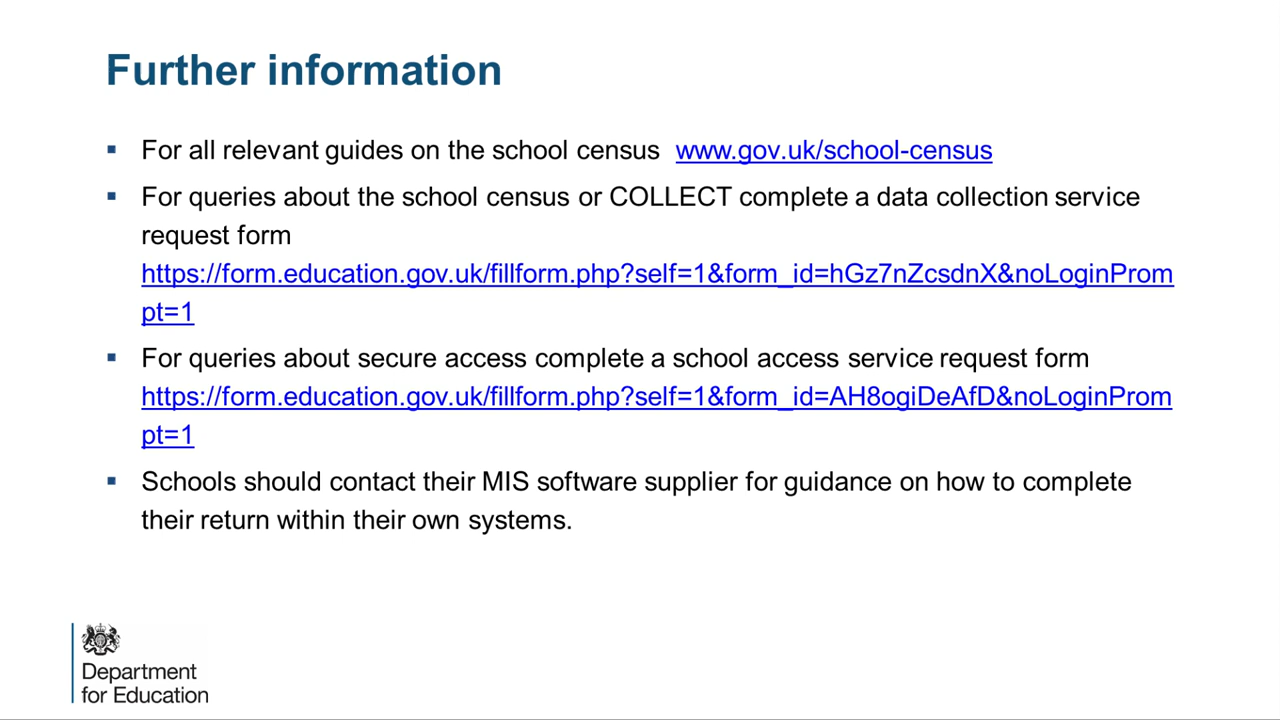 Further information
For all relevant guides on the school census www.gov.uk/school-census
For queries about the school census or COLLECT complete a data collection service
request form
https://form.education.gov.uk/fillform.php?self=1&form_id=hGz7nZcsdnX&noLoginProm
pt=1
For queries about secure access complete a school access service request form
https://form.education.gov.uk/fillform.php?self=1&form_id=AH8ogiDeAfD&noLoginProm
pt=1
Schools should contact their MIS software supplier for guidance on how to complete
their return within their own systems.
Department
for Education